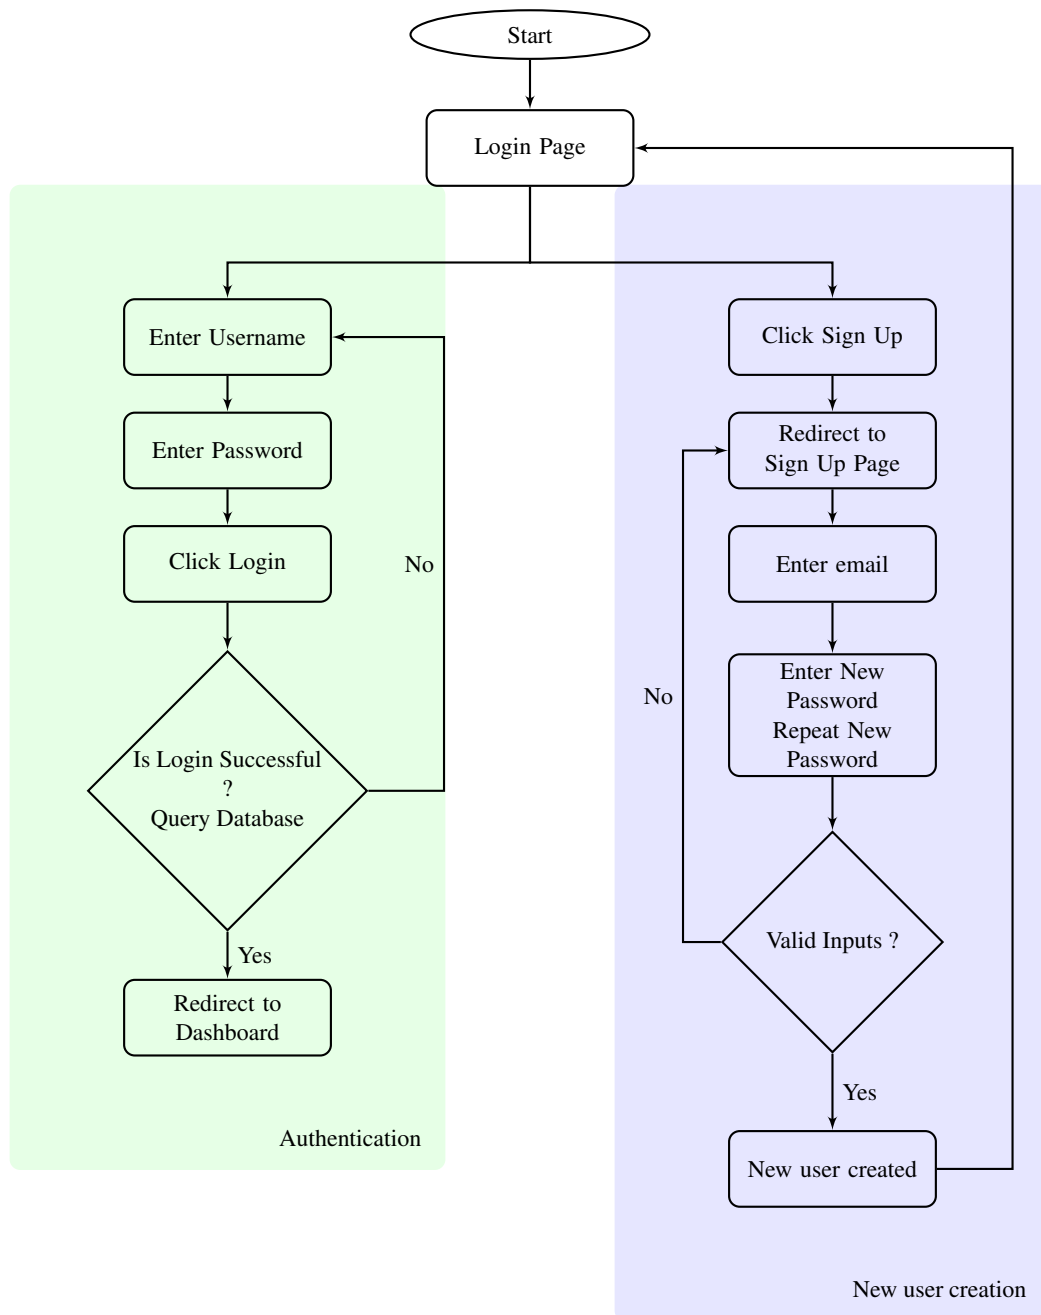 Start
Login Page
Enter Username
Enter Password
Click Login
No
Is Login Successful
?
Query Database
Yes
Redirect to
Dashboard
Authentication
Click Sign Up
Redirect to
Sign Up Page
Enter email
No
Enter New
Password
Repeat New
Password
Valid Inputs ?
Yes
New user created
New user creation